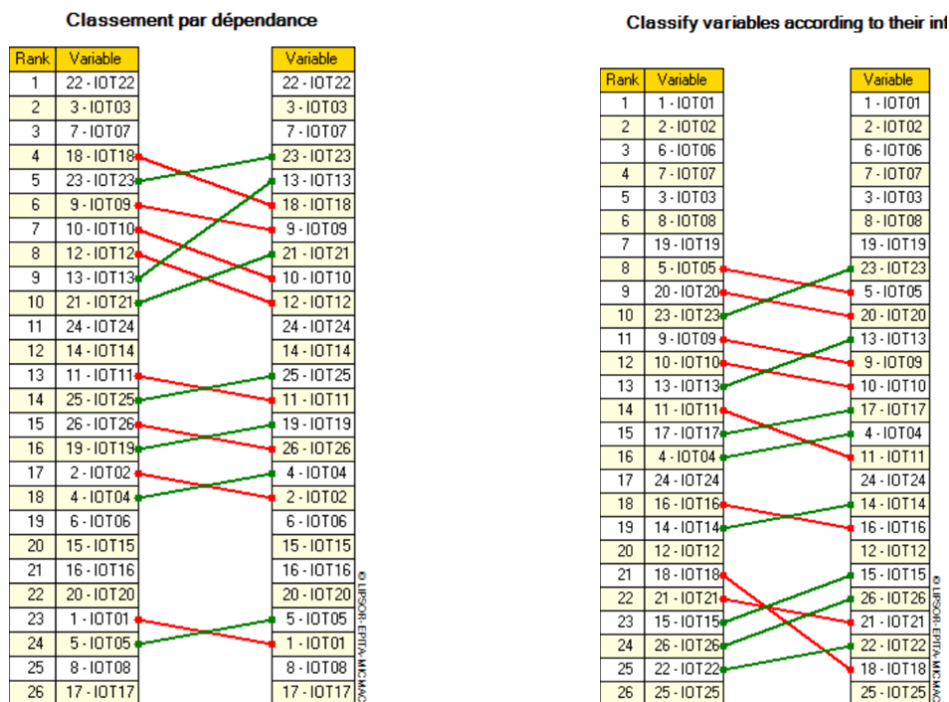 Classement par dépendance
Rank Variable Variable
1 22 - IOT22 22 - IOT22
2 3 - IOT03 3 - IOT03
3 7 - IOT07 7 - IOT07
4 18 - IOT18 23 - IOT23
5 23 - IOT23 13 - IOT13
6 9 - IOT09 18 - IOT18
7 10 - IOT10 9 - IOT09
8 12 - IOT12 21 - IOT21
9 13 - IOT13 10 - IOT10
10 21 - IOT21 12 - IOT12
11 24 - IOT24 24 - IOT24
12 14 - IOT14 14 - IOT14
13 11 - IOT11 25 - IOT25
14 25 - IOT25 11 - IOT11
15 26 - IOT26 19 - IOT19
16 19 - IOT19 26 - IOT26
17 2 - IOT02 4 - IOT04
18 4 - IOT04 2 - IOT02
19 6 - IOT06 6 - IOT06
20 15 - IOT15 15 - IOT15
21 16 - IOT16 16 - IOT16
22 20 - IOT20 20 - IOT20
23 1 - IOT01 5 - IOT05
24 5 - IOT05 1 - IOT01
25 8 - IOT08 8 - IOT08
26 17 - IOT17 17 - IOT17
© LIPSOR-EPITA-MICMAC
Classify variables according to their inf
Rank Variable Variable
1 1 - IOT01 1 - IOT01
2 2 - IOT02 2 - IOT02
3 6 - IOT06 6 - IOT06
4 7 - IOT07 7 - IOT07
5 3 - IOT03 3 - IOT03
6 8 - IOT08 8 - IOT08
7 19 - IOT19 19 - IOT19
8 5 - IOT05 23 - IOT23
9 20 - IOT20 5 - IOT05
10 23 - IOT23 20 - IOT20
11 9 - IOT09 13 - IOT13
12 10 - IOT10 9 - IOT09
13 13 - IOT13 10 - IOT10
14 11 - IOT11 17 - IOT17
15 17 - IOT17 4 - IOT04
16 4 - IOT04 11 - IOT11
17 24 - IOT24 24 - IOT24
18 16 - IOT16 14 - IOT14
19 14 - IOT14 16 - IOT16
20 12 - IOT12 12 - IOT12
21 18 - IOT18 15 - IOT15
22 21 - IOT21 26 - IOT26
23 15 - IOT15 21 - IOT21
24 26 - IOT26 22 - IOT22
25 22 - IOT22 18 - IOT18
26 25 - IOT25 25 - IOT25
© LIPSOR-EPITA-MICMAC